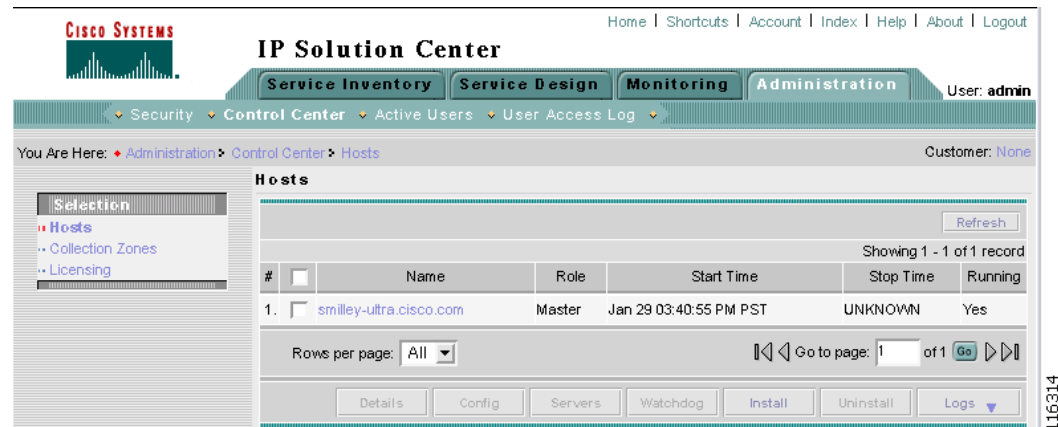 Home | Shortcuts | Account | Index | Help | About | Logout
CISCO SYSTEMS
IP Solution Center
Service Inventory Service Design Monitoring Administration
User: admin
Security Control Center Active Users User Access Log
You Are Here: Administration Control Center Hosts Customer: None
Hosts
Selection
Hosts
Collection Zones
Licensing
Refresh
Showing 1 - 1 of 1 record
# Name Role Start Time Stop Time Running
1. smilley-ultra.cisco.com Master Jan 29 03:40:55 PM PST UNKNOWN Yes
Rows per page: All Go to page: 1 of 1 Go
Details Config Servers Watchdog Install Uninstall Logs
116314